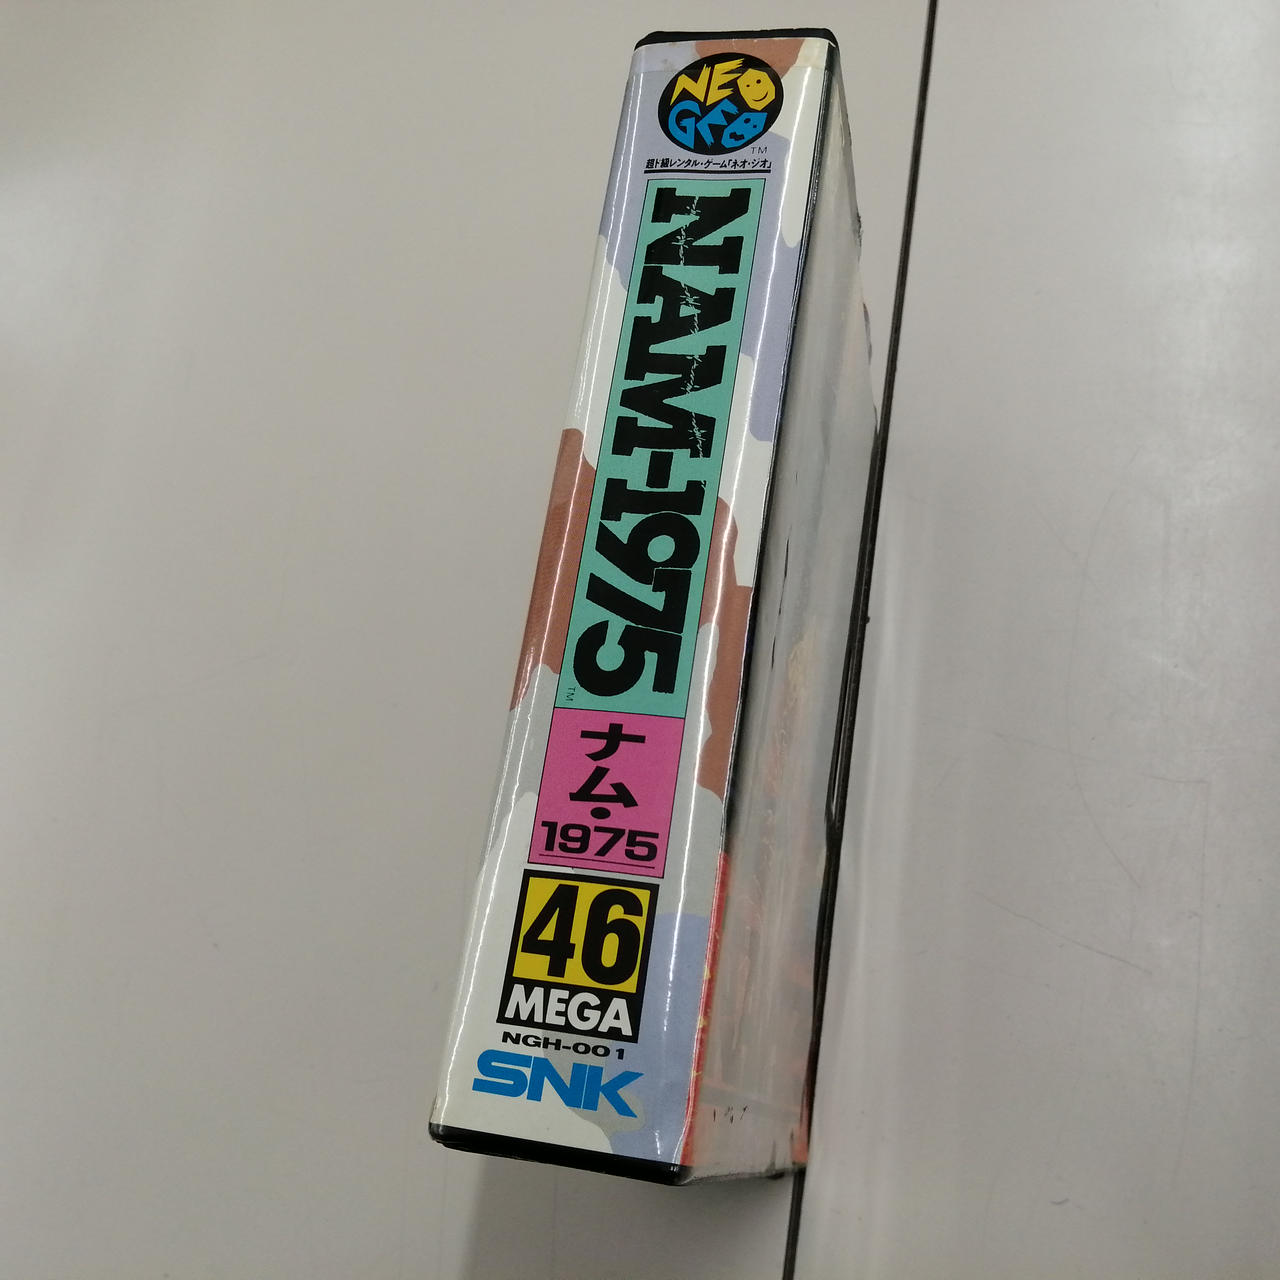 NEO
GEO
TM
超ド級レンタル・ゲーム「ネオ・ジオ」
NAM-1975
TM
ナム・
1975
46
MEGA
NGH-001
SNK